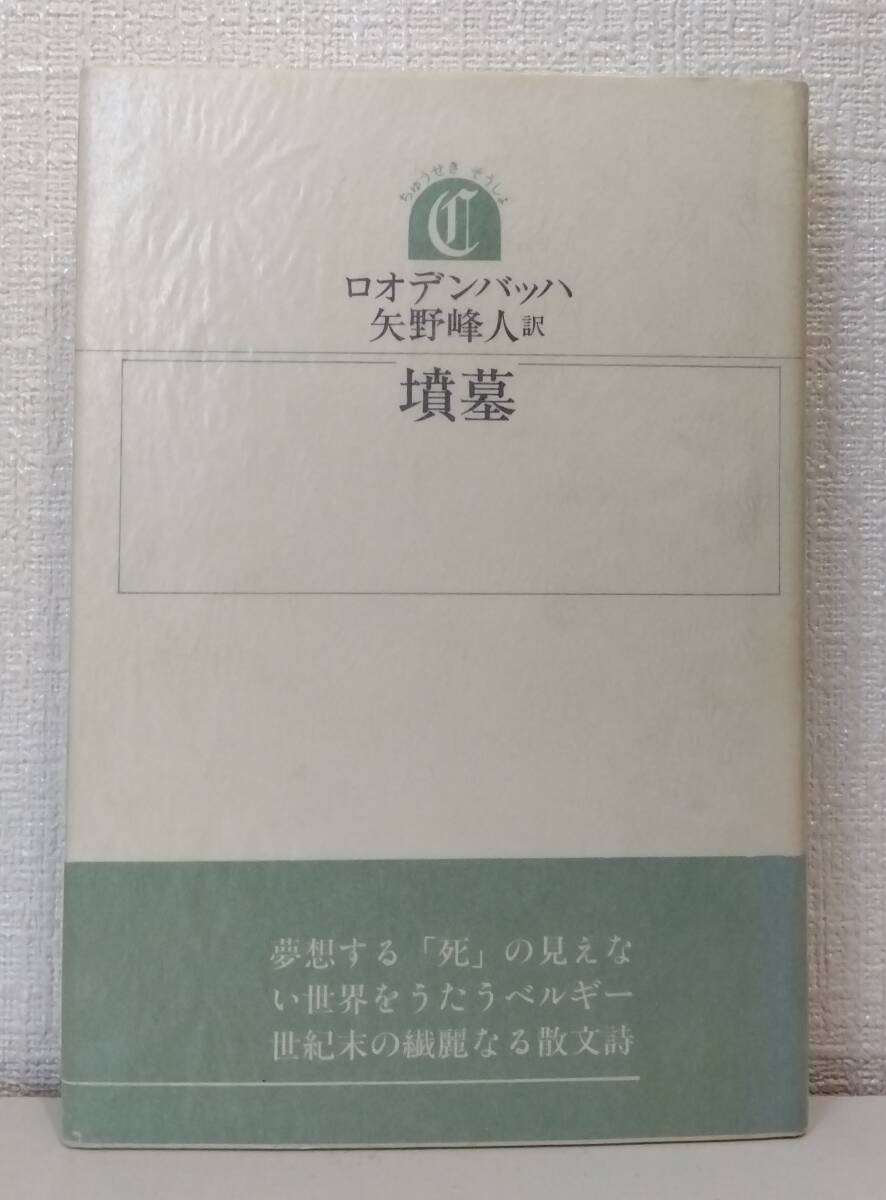 ちゅうせき そうしょ
C
ロオデンバッハ
矢野峰人訳
墳墓
夢想する「死」の見えな
い世界をうたうベルギー
世紀末の繊麗なる散文詩